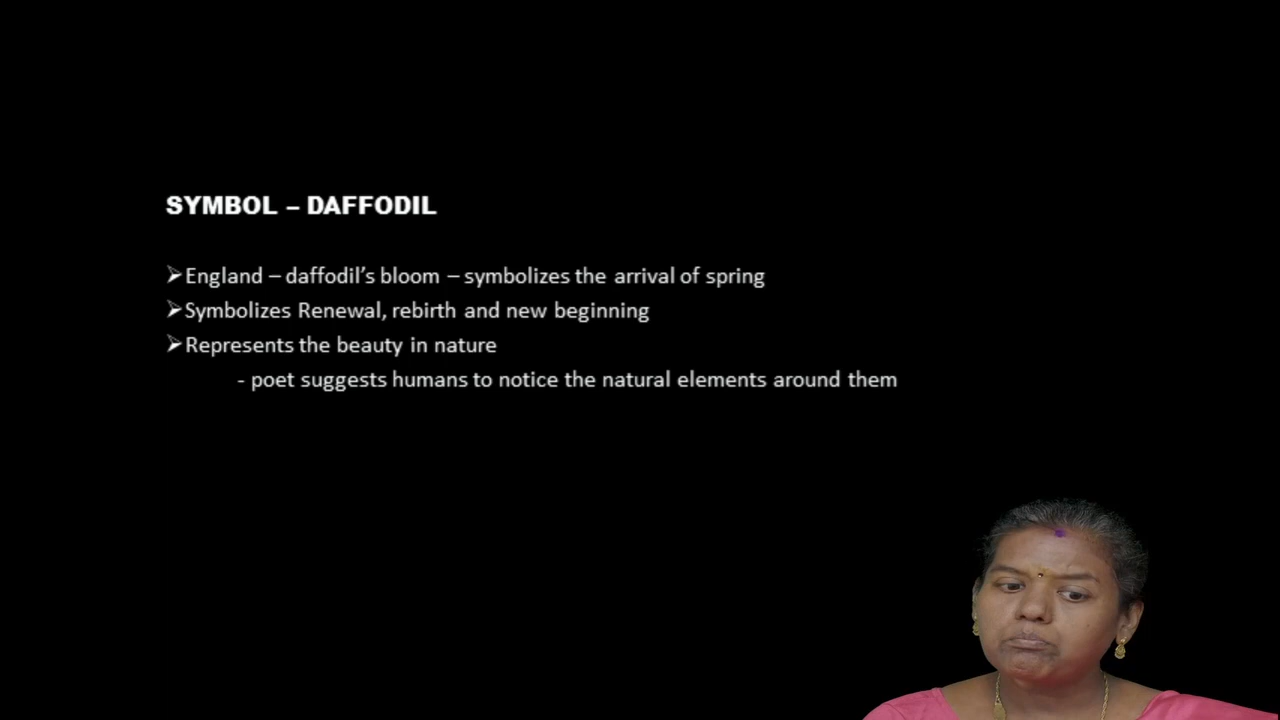 SYMBOL – DAFFODIL
➢England – daffodil's bloom – symbolizes the arrival of spring
➢Symbolizes Renewal, rebirth and new beginning
➢Represents the beauty in nature
- poet suggests humans to notice the natural elements around them